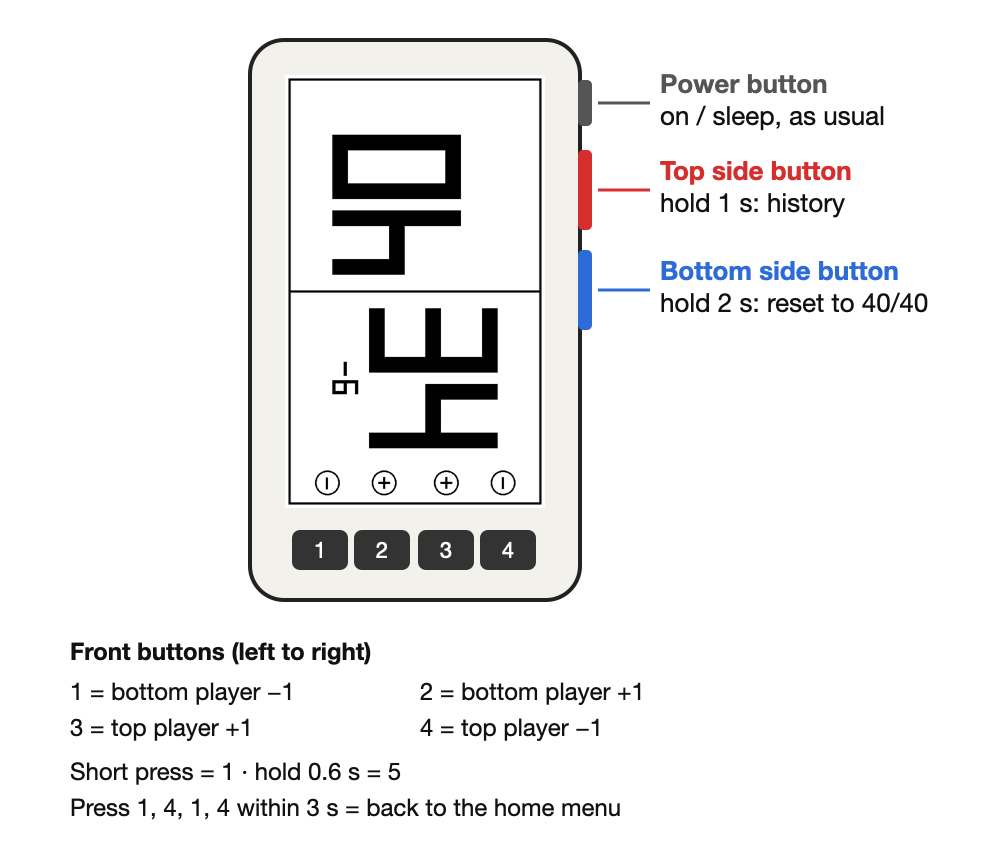 40
-6
34
1 2 3 4
Power button
on / sleep, as usual
Top side button
hold 1 s: history
Bottom side button
hold 2 s: reset to 40/40
Front buttons (left to right)
1 = bottom player −1
2 = bottom player +1
3 = top player +1
4 = top player −1
Short press = 1 · hold 0.6 s = 5
Press 1, 4, 1, 4 within 3 s = back to the home menu